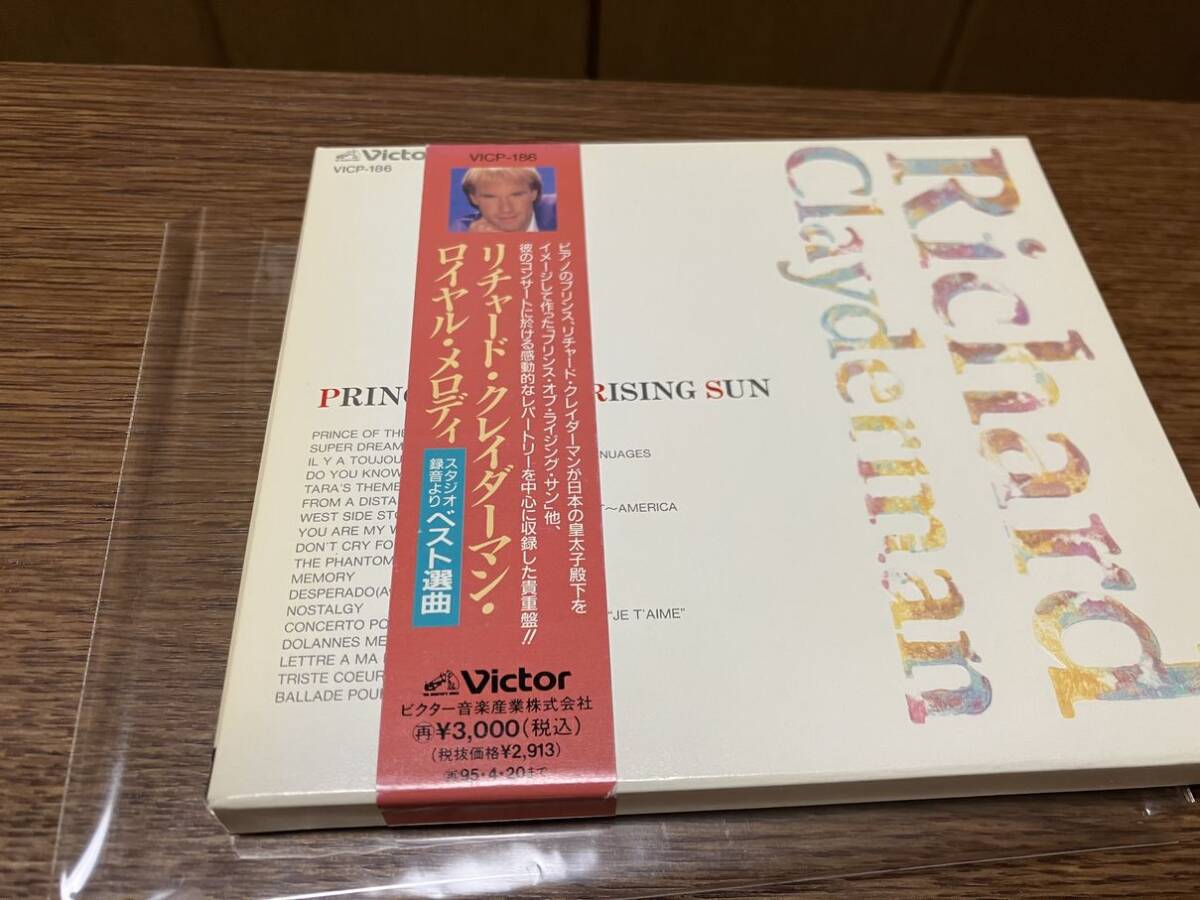 Victo
VICP-186
PRINC
RISING SUN
PRINCE OF THE
SUPER DREAM
IL Y A TOUJOU
NUAGES
DO YOU KNOW
TARA'S THEME
FROM A DISTA
WEST SIDE STO
T～AMERICA
YOU ARE MY W
DON'T CRY FO
THE PHANTOM
MEMORY
DESPERADO(A
NOSTALGY
CONCERTO PO
"JE T'AIME"
DOLANNES ME
LETTRE A MA
TRISTE COEUR
BALLADE POU
VICP-186
ピアノのプリンス、リチャード・クレイダーマンが日本の皇太子殿下を
イメージして作った「プリンス・オブ・ライジング・サン」他、
彼のコンサートに於ける感動的なレパートリーを中心に収録した貴重盤!!
リチャード・クレイダーマン・
ロイヤル・メロディ
スタジオ
録音より
ベスト選曲
Victor
ビクター音楽産業株式会社
再¥3,000(税込)
(税抜価格¥2,913)
95・4・20まで
Richard
Clayderman